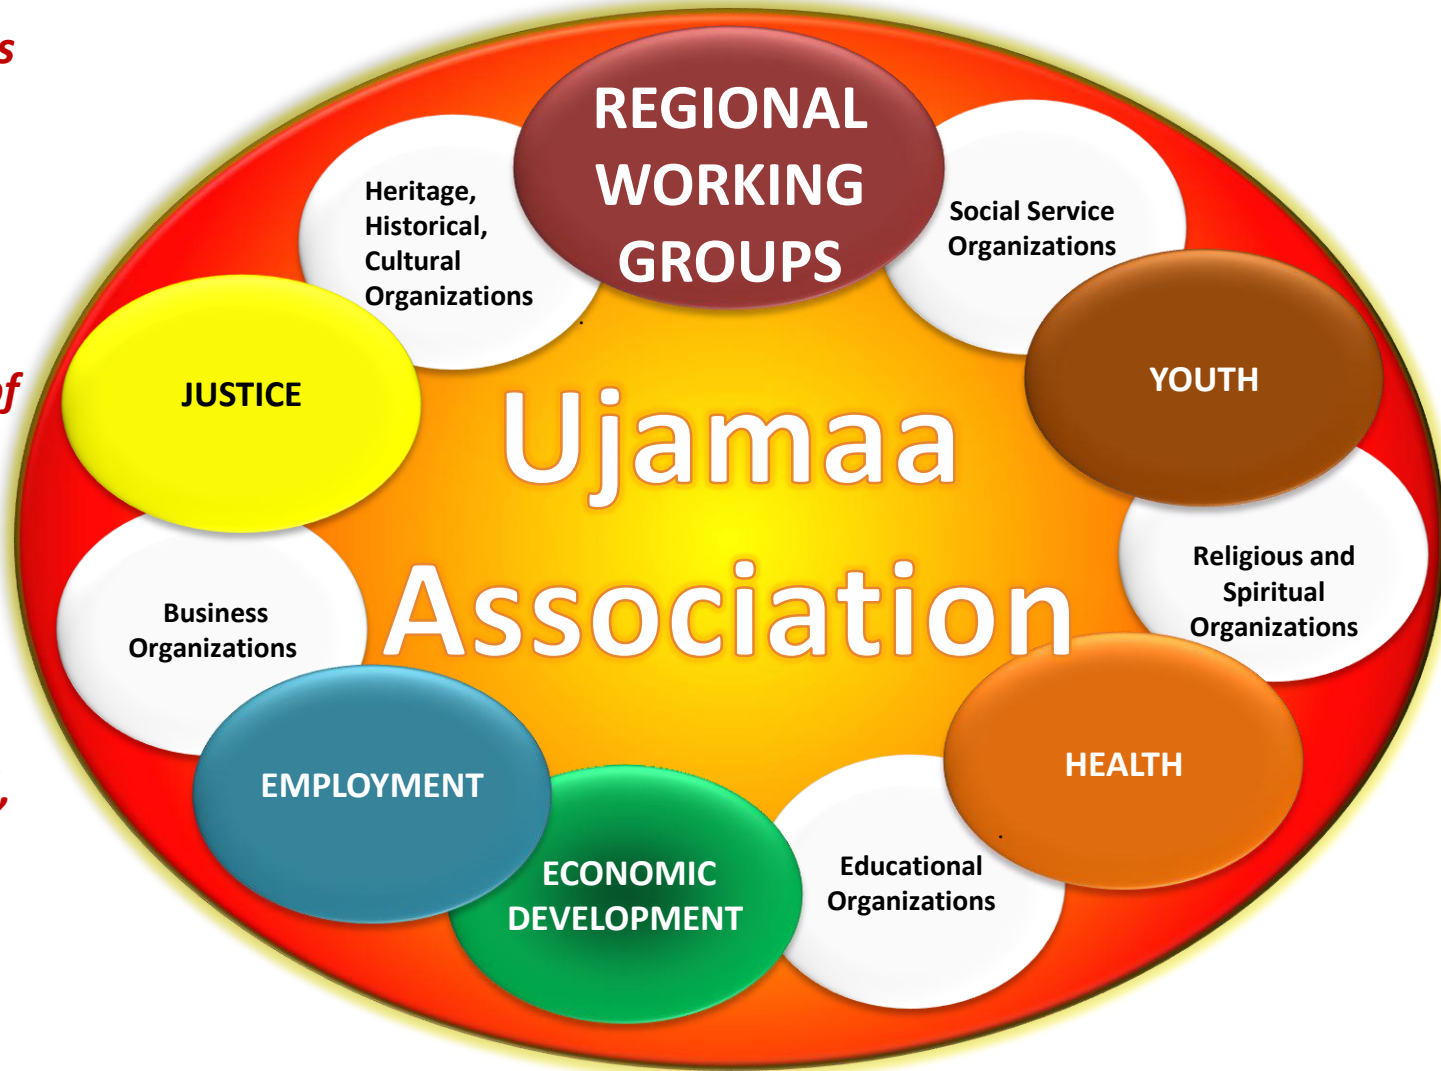 s
of
,
REGIONAL
WORKING
GROUPS
Heritage,
Historical,
Cultural
Organizations
.
Social Service
Organizations
JUSTICE
YOUTH
Ujamaa
Association
Religious and
Spiritual
Organizations
Business
Organizations
EMPLOYMENT
HEALTH
.
ECONOMIC
DEVELOPMENT
Educational
Organizations